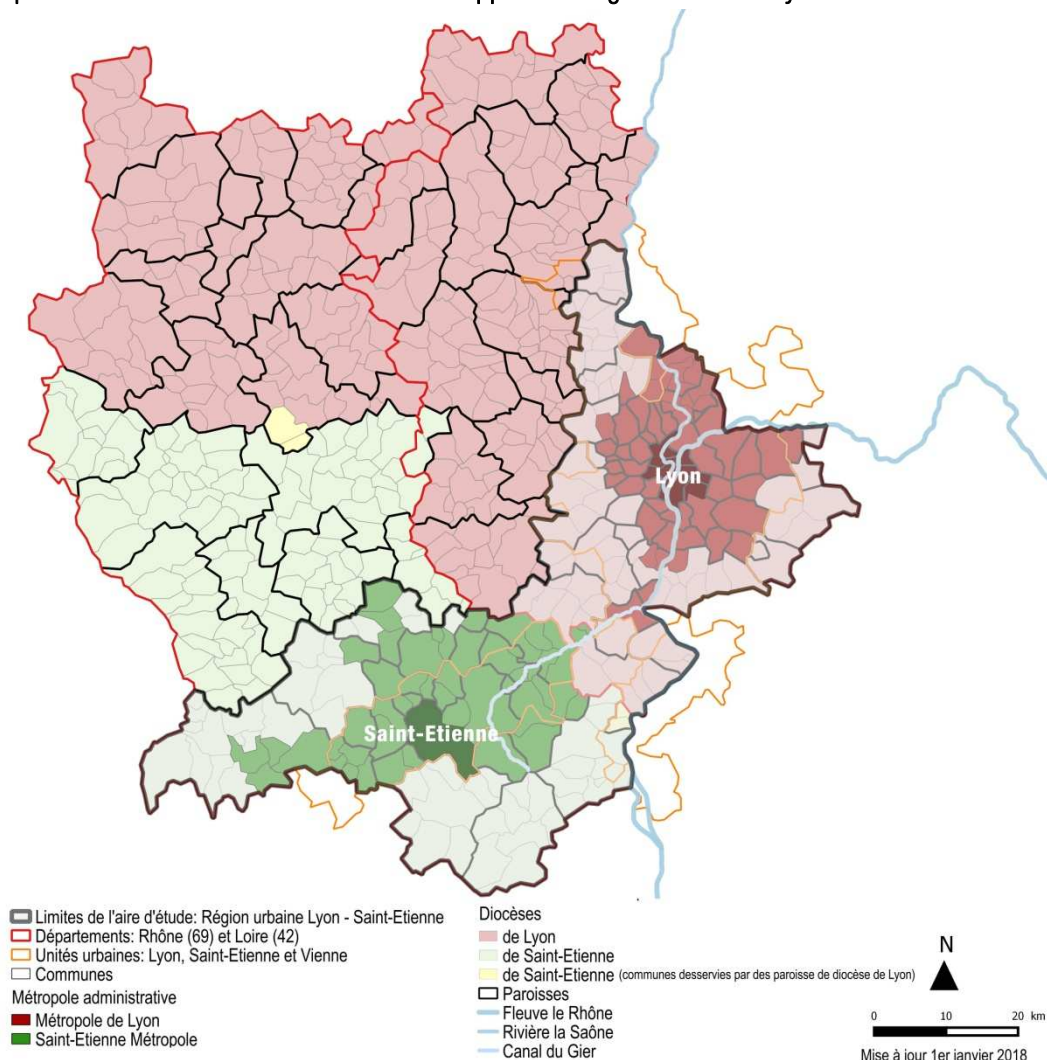 Lyon
Saint-Etienne
Limites de l'aire d'étude: Région urbaine Lyon - Saint-Etienne
Départements: Rhône (69) et Loire (42)
Unités urbaines: Lyon, Saint-Etienne et Vienne
Communes
Métropole administrative
Métropole de Lyon
Saint-Etienne Métropole
Diocèses
de Lyon
de Saint-Etienne
de Saint-Etienne (communes desservies par des paroisse de diocèse de Lyon)
Paroisses
Fleuve le Rhône
Rivière la Saône
Canal du Gier
N
0 10 20 km
Mise à jour 1er janvier 2018